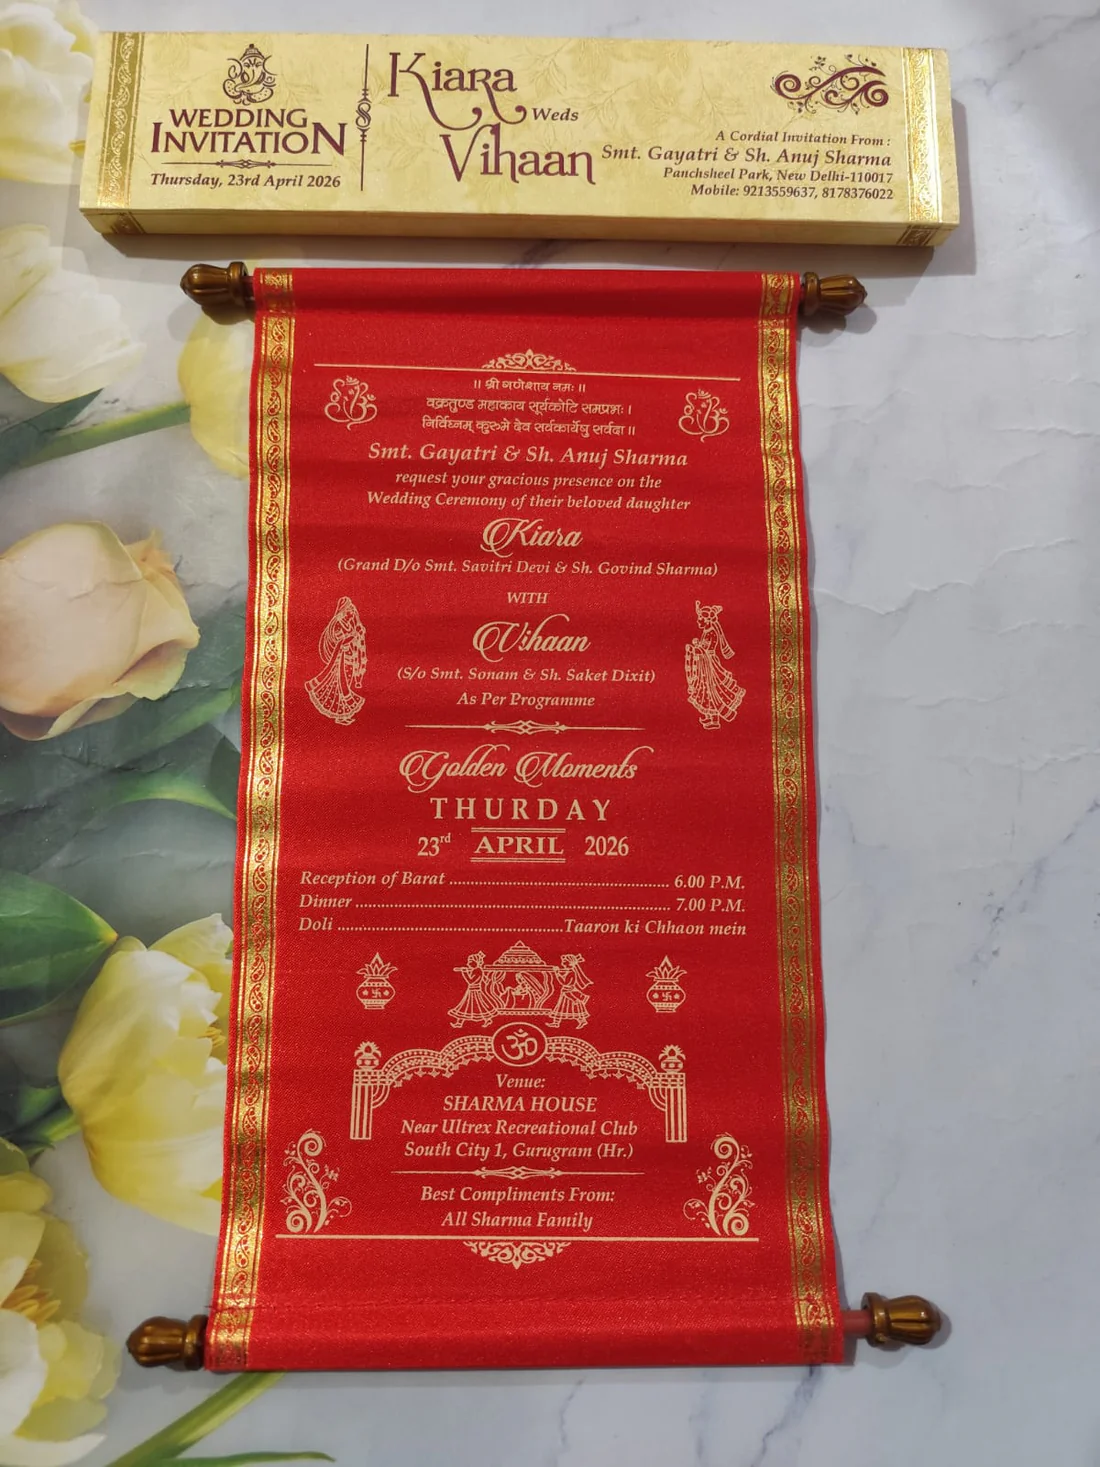 WEDDING
INVITATION
Thursday, 23rd April 2026
Kiara
Weds
Vihaan
A Cordial Invitation From :
Smt. Gayatri & Sh. Anuj Sharma
Panchsheel Park, New Delhi-110017
Mobile: 9213559637, 8178376022
॥ श्री गणेशाय नमः ॥
वक्रतुण्ड महाकाय सूर्यकोटि समप्रभः।
निर्विघ्नम् कुरुमे देव सर्वकार्येषु सर्वदा॥
Smt. Gayatri & Sh. Anuj Sharma
request your gracious presence on the
Wedding Ceremony of their beloved daughter
Kiara
(Grand D/o Smt. Savitri Devi & Sh. Govind Sharma)
WITH
Vihaan
(S/o Smt. Sonam & Sh. Saket Dixit)
As Per Programme
Golden Moments
THURDAY
23rd APRIL 2026
Reception of Barat ............................................. 6.00 P.M.
Dinner ................................................................ 7.00 P.M.
Doli ..............................................Taaron ki Chhaon mein
ॐ
Venue:
SHARMA HOUSE
Near Ultrex Recreational Club
South City 1, Gurugram (Hr.)
Best Compliments From:
All Sharma Family